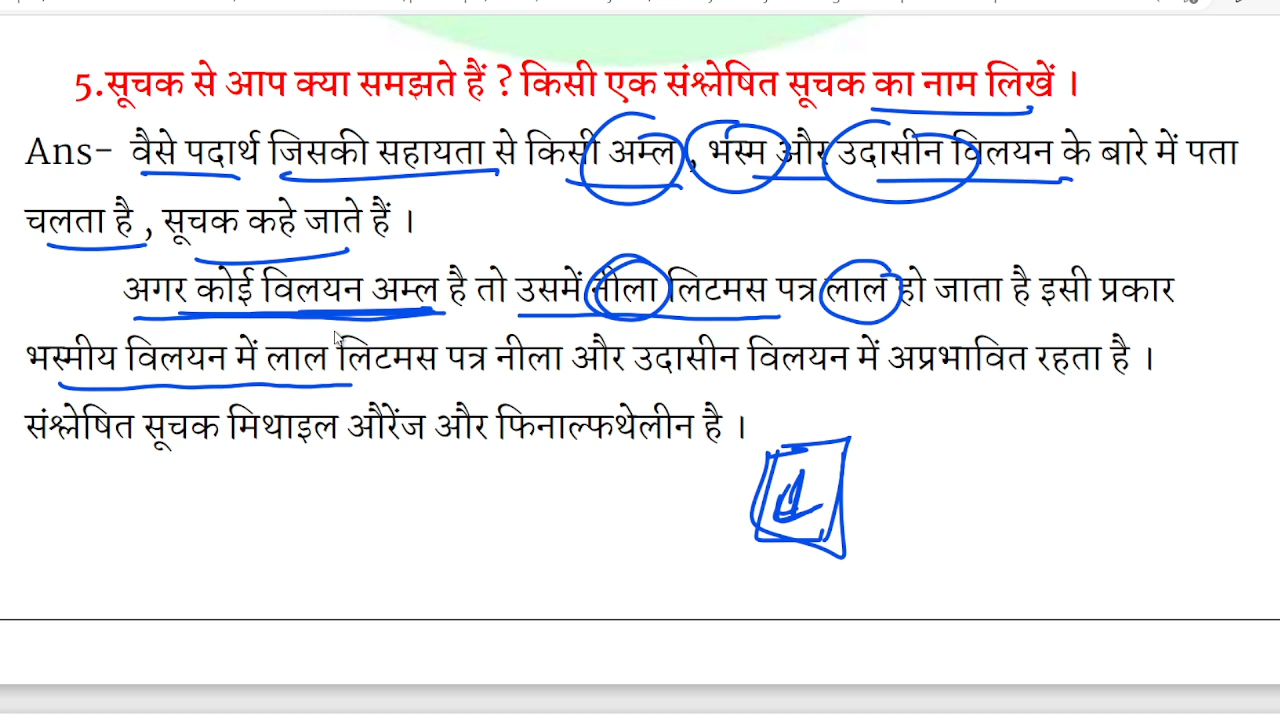 5.सूचक से आप क्या समझते हैं ? किसी एक संश्लेषित सूचक का नाम लिखें ।
Ans- वैसे पदार्थ जिसकी सहायता से किसी अम्ल , भस्म और उदासीन विलयन के बारे में पता
चलता है , सूचक कहे जाते हैं ।
अगर कोई विलयन अम्ल है तो उसमें नीला लिटमस पत्र लाल हो जाता है इसी प्रकार
भस्मीय विलयन में लाल लिटमस पत्र नीला और उदासीन विलयन में अप्रभावित रहता है ।
संश्लेषित सूचक मिथाइल औरेंज और फिनाल्फथेलीन है ।